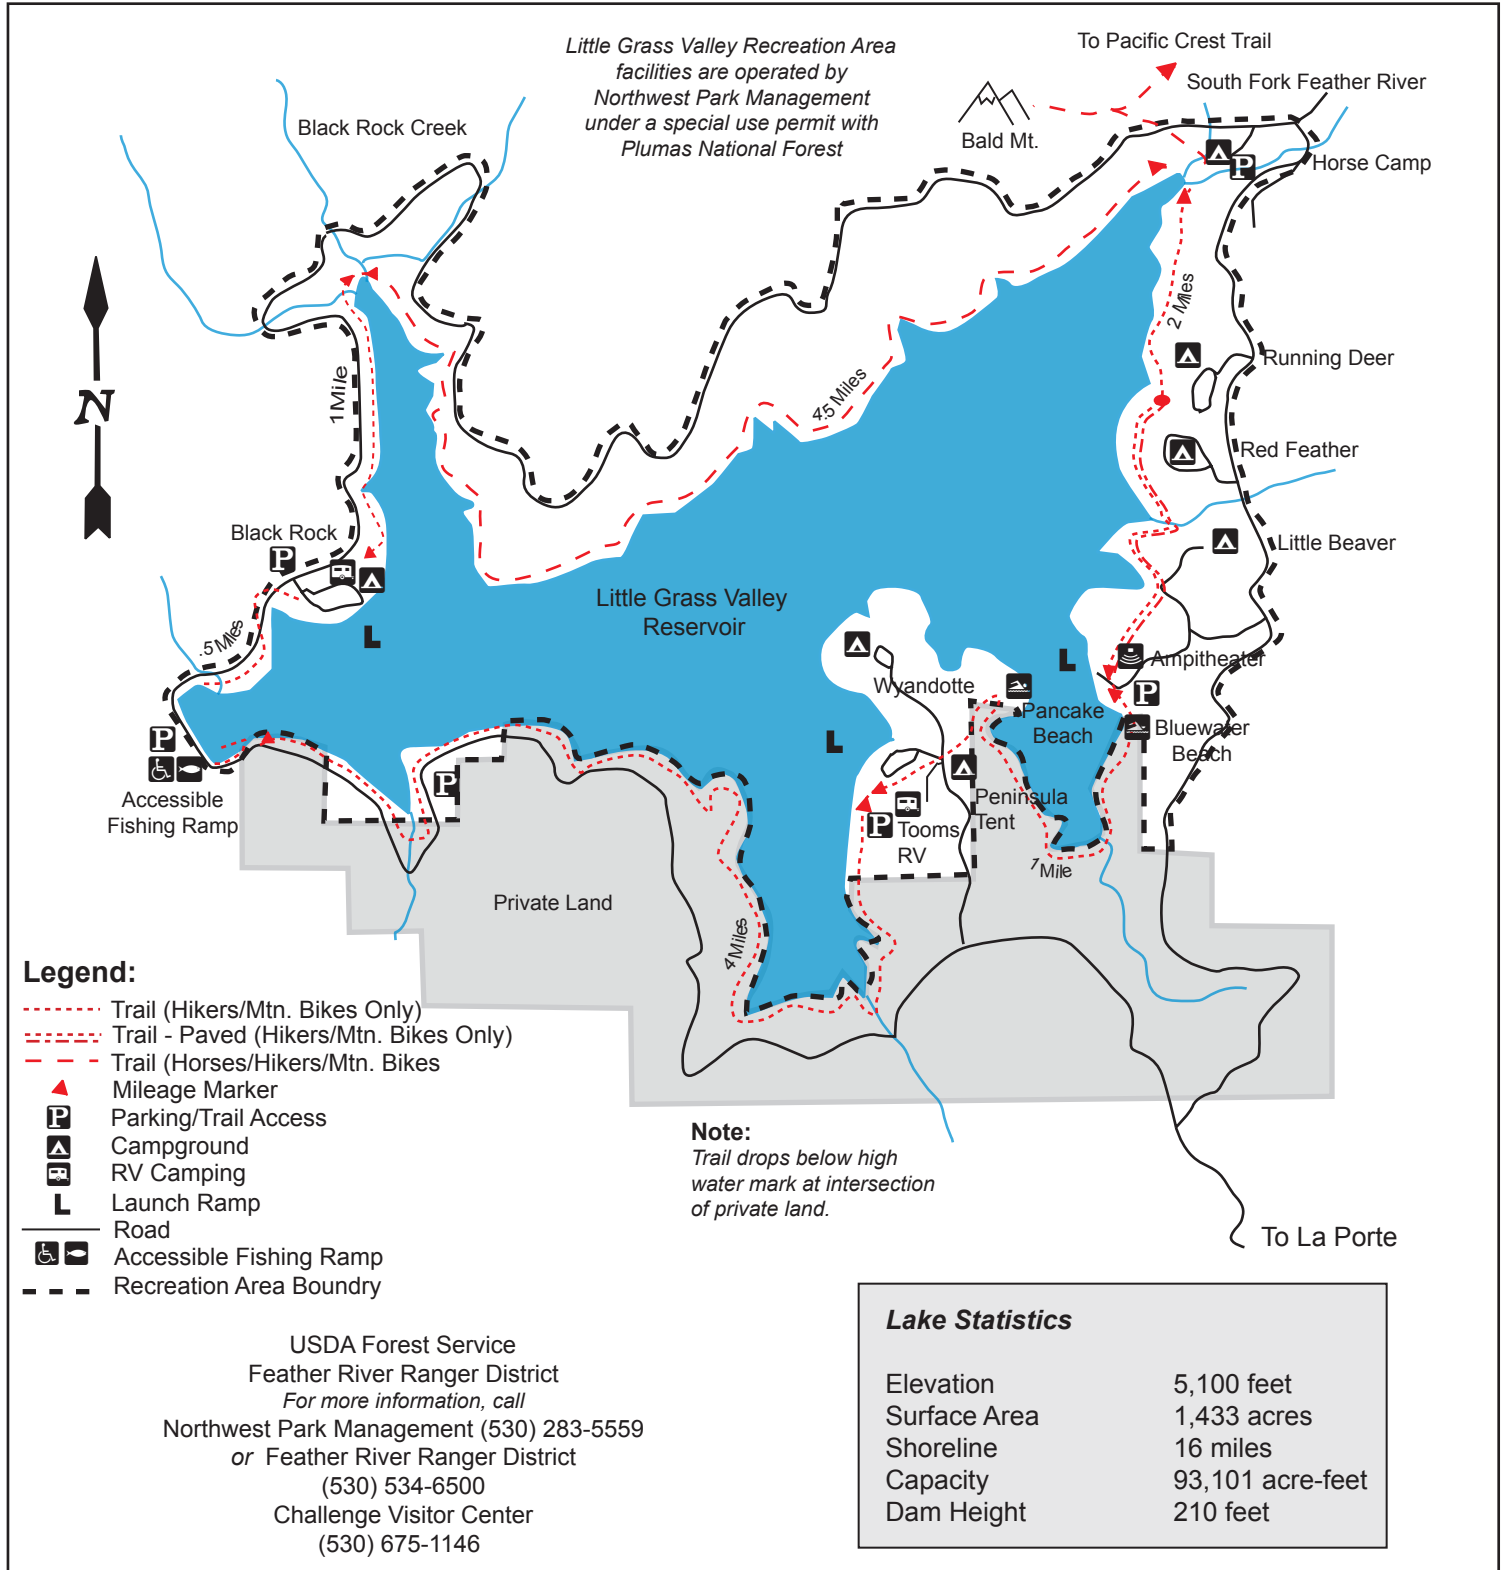 Little Grass Valley Recreation Area
facilities are operated by
Northwest Park Management
under a special use permit with
Plumas National Forest
To Pacific Crest Trail
South Fork Feather River
Bald Mt.
Horse Camp
Black Rock Creek
P
2 Miles
Running Deer
1 Mile
4.5 Miles
N
Red Feather
Black Rock
P
Little Beaver
Little Grass Valley
Reservoir
L
.5 Miles
L
Ampitheater
Wyandotte
P
Pancake
Beach
Bluewater
Beach
P
L
P
Accessible
Fishing Ramp
Peninsula
Tent
P
Tooms
RV
1 Mile
Private Land
4 Miles
Legend:
Trail (Hikers/Mtn. Bikes Only)
Trail - Paved (Hikers/Mtn. Bikes Only)
Trail (Horses/Hikers/Mtn. Bikes
Mileage Marker
P Parking/Trail Access
Campground
RV Camping
L Launch Ramp
Road
Accessible Fishing Ramp
Recreation Area Boundry
Note:
Trail drops below high
water mark at intersection
of private land.
To La Porte
USDA Forest Service
Feather River Ranger District
For more information, call
Northwest Park Management (530) 283-5559
or Feather River Ranger District
(530) 534-6500
Challenge Visitor Center
(530) 675-1146
Lake Statistics
Elevation 5,100 feet
Surface Area 1,433 acres
Shoreline 16 miles
Capacity 93,101 acre-feet
Dam Height 210 feet